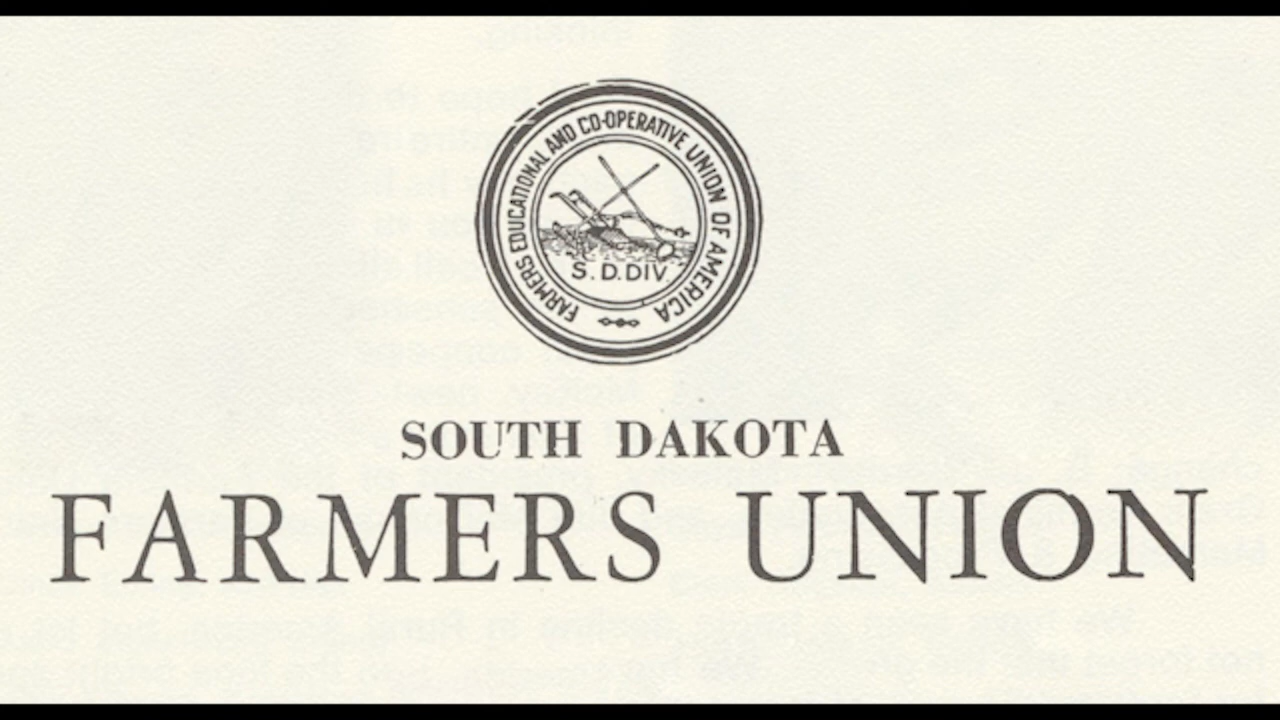 FARMERS EDUCATIONAL AND CO-OPERATIVE UNION OF AMERICA
S.D.DIV.
SOUTH DAKOTA
FARMERS UNION